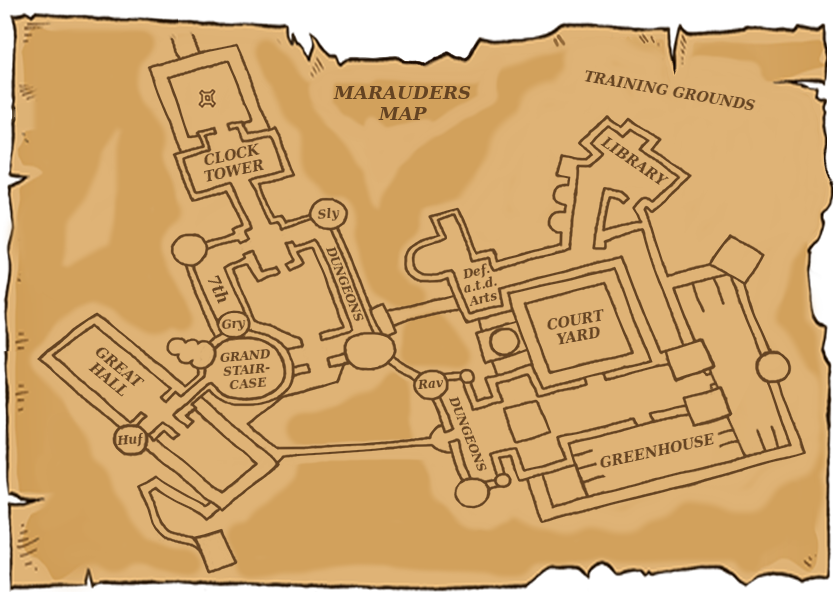 MARAUDERS
MAP
TRAINING GROUNDS
CLOCK
TOWER
LIBRARY
Sly
DUNGEONS
7th
Def.
a.t.d.
Arts
COURT
YARD
Gry
GREAT
HALL
GRAND
STAIR-
CASE
Rav
DUNGEONS
Huf
GREENHOUSE